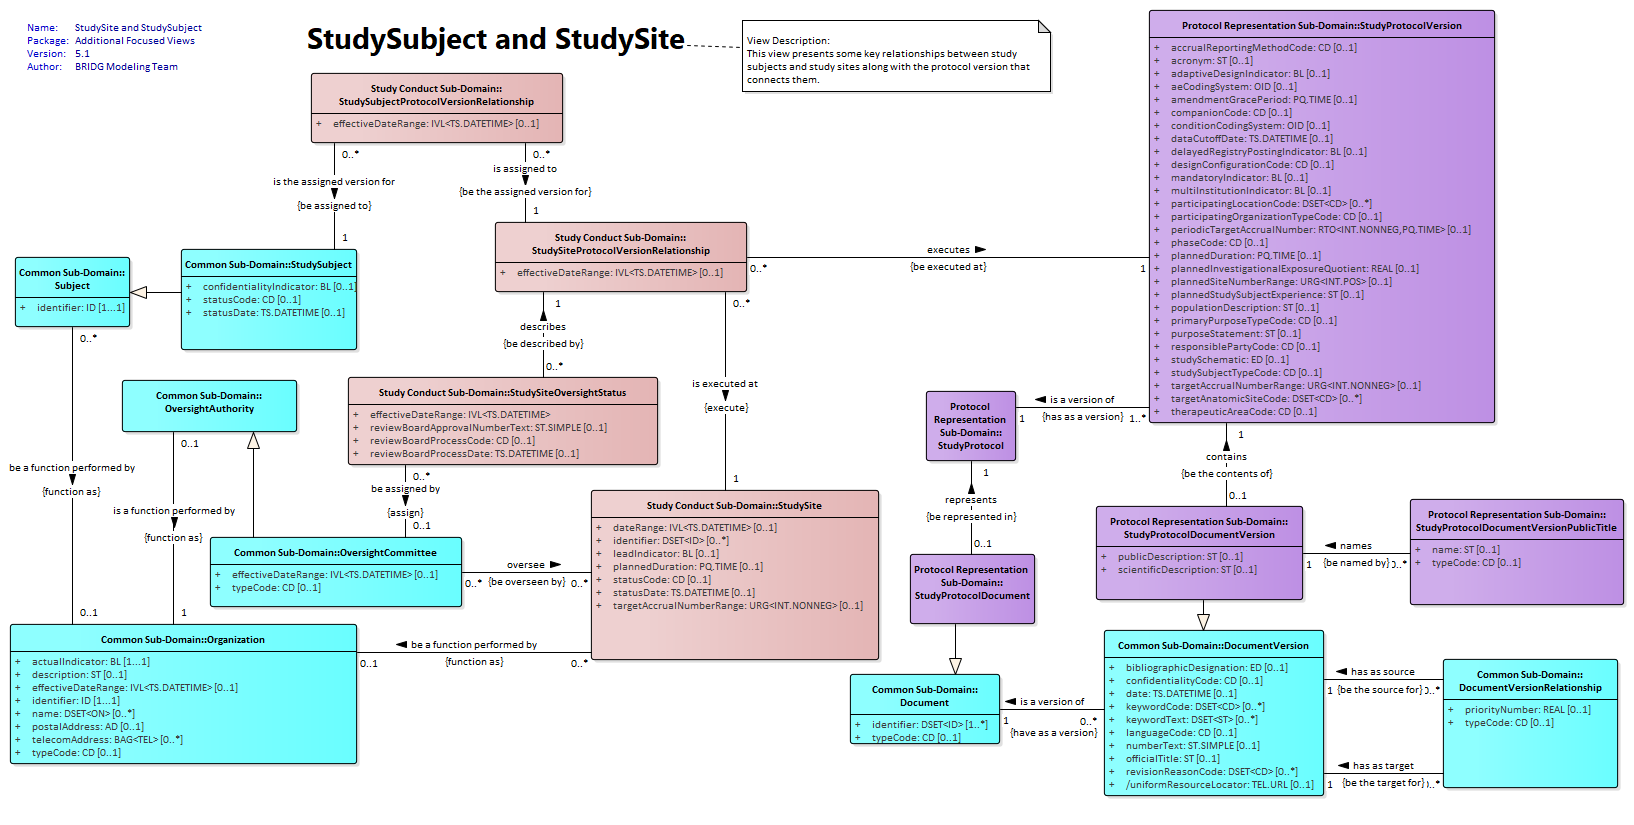 Name: StudySite and StudySubject
Package: Additional Focused Views
Version: 5.1
Author: BRIDG Modeling Team
StudySubject and StudySite
View Description:
This view presents some key relationships between study
subjects and study sites along with the protocol version that
connects them.
Study Conduct Sub-Domain::
StudySubjectProtocolVersionRelationship
+ effectiveDateRange: IVL<TS.DATETIME> [0..1]
0..*
is the assigned version for
{be assigned to}
1
0..*
is assigned to
{be the assigned version for}
1
Study Conduct Sub-Domain::
StudySiteProtocolVersionRelationship
+ effectiveDateRange: IVL<TS.DATETIME> [0..1]
executes
0..*
{be executed at}
1
Protocol Representation Sub-Domain::StudyProtocolVersion
+ accrualReportingMethodCode: CD [0..1]
+ acronym: ST [0..1]
+ adaptiveDesignIndicator: BL [0..1]
+ aeCodingSystem: OID [0..1]
+ amendmentGracePeriod: PQ.TIME [0..1]
+ companionCode: CD [0..1]
+ conditionCodingSystem: OID [0..1]
+ dataCutoffDate: TS.DATETIME [0..1]
+ delayedRegistryPostingIndicator: BL [0..1]
+ designConfigurationCode: CD [0..1]
+ mandatoryIndicator: BL [0..1]
+ multiInstitutionIndicator: BL [0..1]
+ participatingLocationCode: DSET<CD> [0..*]
+ participatingOrganizationTypeCode: CD [0..1]
+ periodicTargetAccrualNumber: RTO<INT.NONNEG,PQ.TIME> [0..1]
+ phaseCode: CD [0..1]
+ plannedDuration: PQ.TIME [0..1]
+ plannedInvestigationalExposureQuotient: REAL [0..1]
+ plannedSiteNumberRange: URG<INT.POS> [0..1]
+ plannedStudySubjectExperience: ST [0..1]
+ populationDescription: ST [0..1]
+ primaryPurposeTypeCode: CD [0..1]
+ purposeStatement: ST [0..1]
+ responsiblePartyCode: CD [0..1]
+ studySchematic: ED [0..1]
+ studySubjectTypeCode: CD [0..1]
+ targetAccrualNumberRange: URG<INT.NONNEG> [0..1]
+ targetAnatomicSiteCode: DSET<CD> [0..*]
+ therapeuticAreaCode: CD [0..1]
Common Sub-Domain::
Subject
+ identifier: ID [1...1]
Common Sub-Domain::StudySubject
+ confidentialityIndicator: BL [0..1]
+ statusCode: CD [0..1]
+ statusDate: TS.DATETIME [0..1]
0..*
be a function performed by
{function as}
0..1
1
describes
{be described by}
0..*
0..*
is executed at
{execute}
1
Common Sub-Domain::
OversightAuthority
0..1
is a function performed by
{function as}
1
Study Conduct Sub-Domain::StudySiteOversightStatus
+ effectiveDateRange: IVL<TS.DATETIME>
+ reviewBoardApprovalNumberText: ST.SIMPLE [0..1]
+ reviewBoardProcessCode: CD [0..1]
+ reviewBoardProcessDate: TS.DATETIME [0..1]
0..*
be assigned by
{assign}
0..1
Common Sub-Domain::OversightCommittee
+ effectiveDateRange: IVL<TS.DATETIME> [0..1]
+ typeCode: CD [0..1]
oversee
0..* {be overseen by} 0..*
Study Conduct Sub-Domain::StudySite
+ dateRange: IVL<TS.DATETIME> [0..1]
+ identifier: DSET<ID> [0..*]
+ leadIndicator: BL [0..1]
+ plannedDuration: PQ.TIME [0..1]
+ statusCode: CD [0..1]
+ statusDate: TS.DATETIME [0..1]
+ targetAccrualNumberRange: URG<INT.NONNEG> [0..1]
be a function performed by
0..1 {function as} 0..*
Common Sub-Domain::Organization
+ actualIndicator: BL [1...1]
+ description: ST [0..1]
+ effectiveDateRange: IVL<TS.DATETIME> [0..1]
+ identifier: ID [1...1]
+ name: DSET<ON> [0..*]
+ postalAddress: AD [0..1]
+ telecomAddress: BAG<TEL> [0..*]
+ typeCode: CD [0..1]
Protocol
Representation
Sub-Domain::
StudyProtocol
is a version of
1 {has as a version} 1..*
1
represents
{be represented in}
0..1
Protocol Representation
Sub-Domain::
StudyProtocolDocument
1
contains
{be the contents of}
0..1
Protocol Representation Sub-Domain::
StudyProtocolDocumentVersion
+ publicDescription: ST [0..1]
+ scientificDescription: ST [0..1]
names
1 {be named by} 0..*
Protocol Representation Sub-Domain::
StudyProtocolDocumentVersionPublicTitle
+ name: ST [0..1]
+ typeCode: CD [0..1]
Common Sub-Domain::
Document
+ identifier: DSET<ID> [1..*]
+ typeCode: CD [0..1]
is a version of
1 0..*
{have as a version}
Common Sub-Domain::DocumentVersion
+ bibliographicDesignation: ED [0..1]
+ confidentialityCode: CD [0..1]
+ date: TS.DATETIME [0..1]
+ keywordCode: DSET<CD> [0..*]
+ keywordText: DSET<ST> [0..*]
+ languageCode: CD [0..1]
+ numberText: ST.SIMPLE [0..1]
+ officialTitle: ST [0..1]
+ revisionReasonCode: DSET<CD> [0..*]
+ /uniformResourceLocator: TEL.URL [0..1]
has as source
1 {be the source for} 0..*
has as target
1 {be the target for} 0..*
Common Sub-Domain::
DocumentVersionRelationship
+ priorityNumber: REAL [0..1]
+ typeCode: CD [0..1]